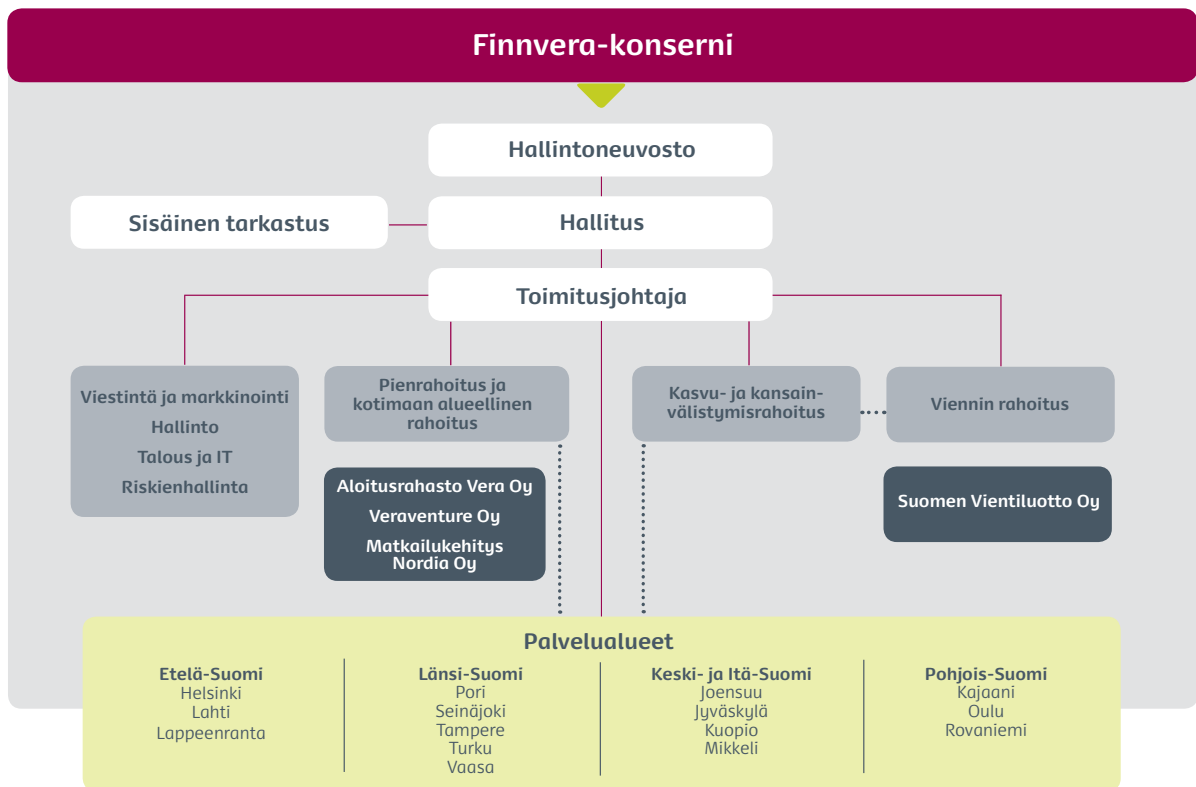 Finnvera-konserni
Hallintoneuvosto
Sisäinen tarkastus
Hallitus
Toimitusjohtaja
Viestintä ja markkinointi
Hallinto
Talous ja IT
Riskienhallinta
Pienrahoitus ja
kotimaan alueellinen
rahoitus
Kasvu- ja kansain-
välistymisrahoitus
Viennin rahoitus
Aloitusrahasto Vera Oy
Veraventure Oy
Matkailukehitys
Nordia Oy
Suomen Vientiluotto Oy
Palvelualueet
Etelä-Suomi
Helsinki
Lahti
Lappeenranta
Länsi-Suomi
Pori
Seinäjoki
Tampere
Turku
Vaasa
Keski- ja Itä-Suomi
Joensuu
Jyväskylä
Kuopio
Mikkeli
Pohjois-Suomi
Kajaani
Oulu
Rovaniemi